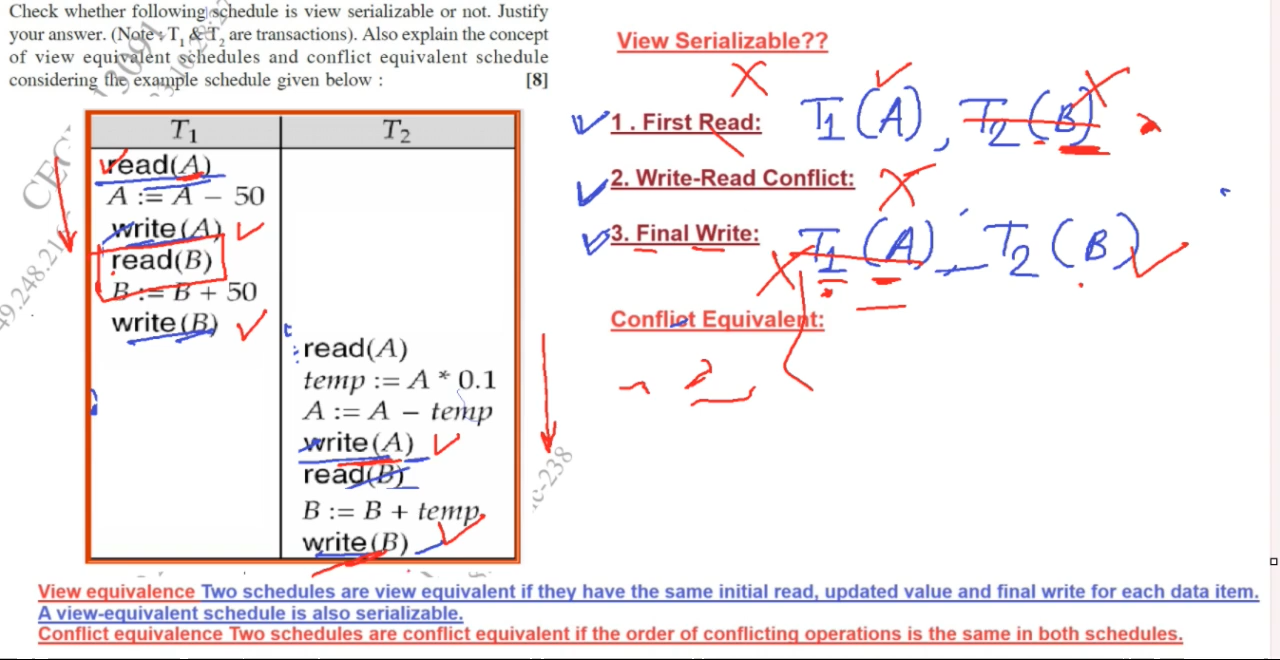 Check whether following schedule is view serializable or not. Justify
your answer. (Note : T1 & T2 are transactions). Also explain the concept
of view equivalent schedules and conflict equivalent schedule
considering the example schedule given below :
[8]
T1 T2
read(A)
A := A − 50
write(A)
read(B)
B := B + 50
write(B)
read(A)
temp := A * 0.1
A := A − temp
write(A)
read(B)
B := B + temp
write(B)
View Serializable??
1 . First Read: T1 (A), T2 (B)
2. Write-Read Conflict:
3. Final Write: T1 (A) - T2 (B)
Conflict Equivalent:
View equivalence Two schedules are view equivalent if they have the same initial read, updated value and final write for each data item.
A view-equivalent schedule is also serializable.
Conflict equivalence Two schedules are conflict equivalent if the order of conflicting operations is the same in both schedules.